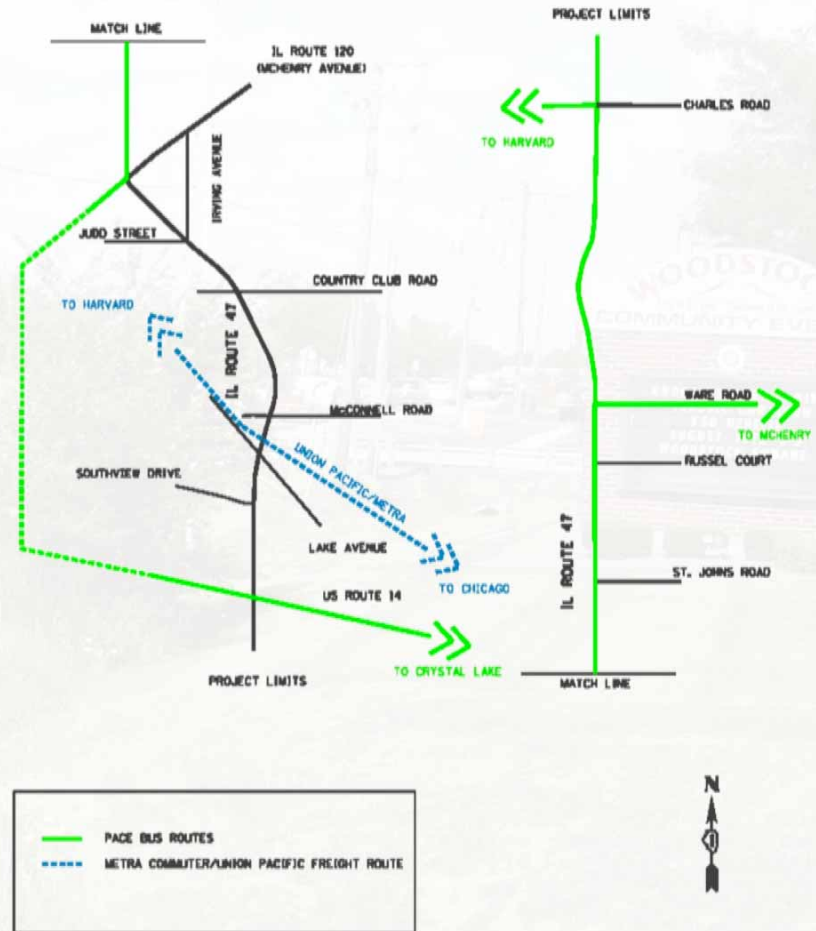 MATCH LINE
IL ROUTE 120
(MCHENRY AVENUE)
IRVING AVENUE
JUDD STREET
COUNTRY CLUB ROAD
TO HARVARD
IL ROUTE 47
McCONNELL ROAD
UNION PACIFIC/METRA
SOUTHVIEW DRIVE
LAKE AVENUE
TO CHICAGO
US ROUTE 14
TO CRYSTAL LAKE
PROJECT LIMITS
PROJECT LIMITS
CHARLES ROAD
TO HARVARD
WOODSTOC
COMMUNITY EVE
WARE ROAD
TO MCHENRY
RUSSEL COURT
IL ROUTE 47
ST. JOHNS ROAD
MATCH LINE
N
PACE BUS ROUTES
METRA COMMUTER/UNION PACIFIC FREIGHT ROUTE